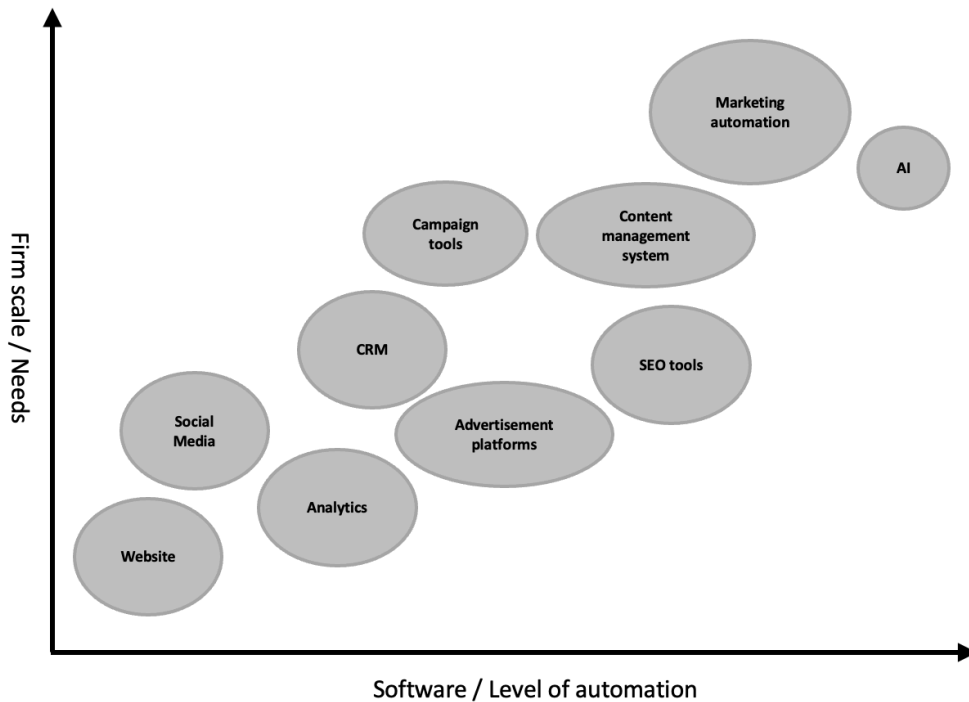 Marketing
automation
AI
Campaign
tools
Content
management
system
Firm scale / Needs
CRM
SEO tools
Social
Media
Advertisement
platforms
Analytics
Website
Software / Level of automation